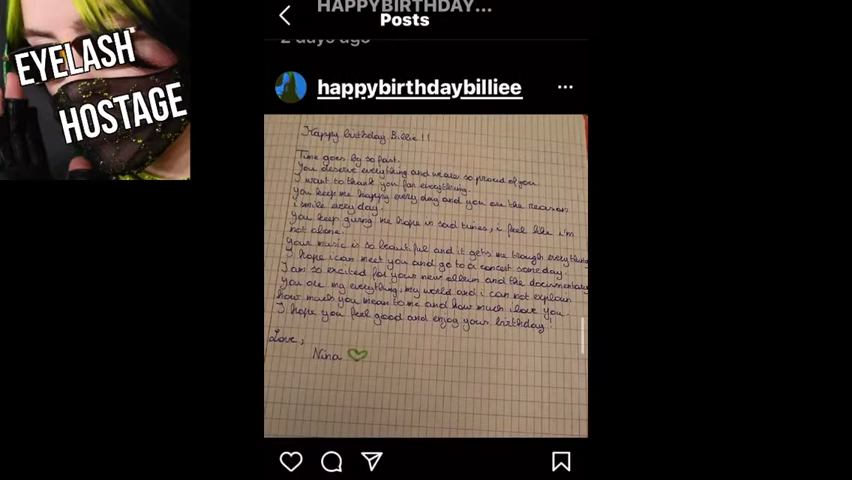 HAPPYBIRTHDAY...
Posts
2 days ago
EYELASH
HOSTAGE
happybirthdaybilliee
Happy birthday Billie!!
Time goes by so fast.
You deserve everything and we are so proud of you
I want to thank you for everything.
You keep me happy every day and you are the reason
i smile every day.
You keep giving me hope in sad times, i feel like i'm
not alone.
Your music is so beautiful and it gets me trough everything
I hope i can meet you and go to a concert someday.
I am so excited for your new album and the documentary
You are my everything, my world and i can not explain
how much you mean to me and how much i love you.
I hope you feel good and enjoy your birthday!
Love,
Nina